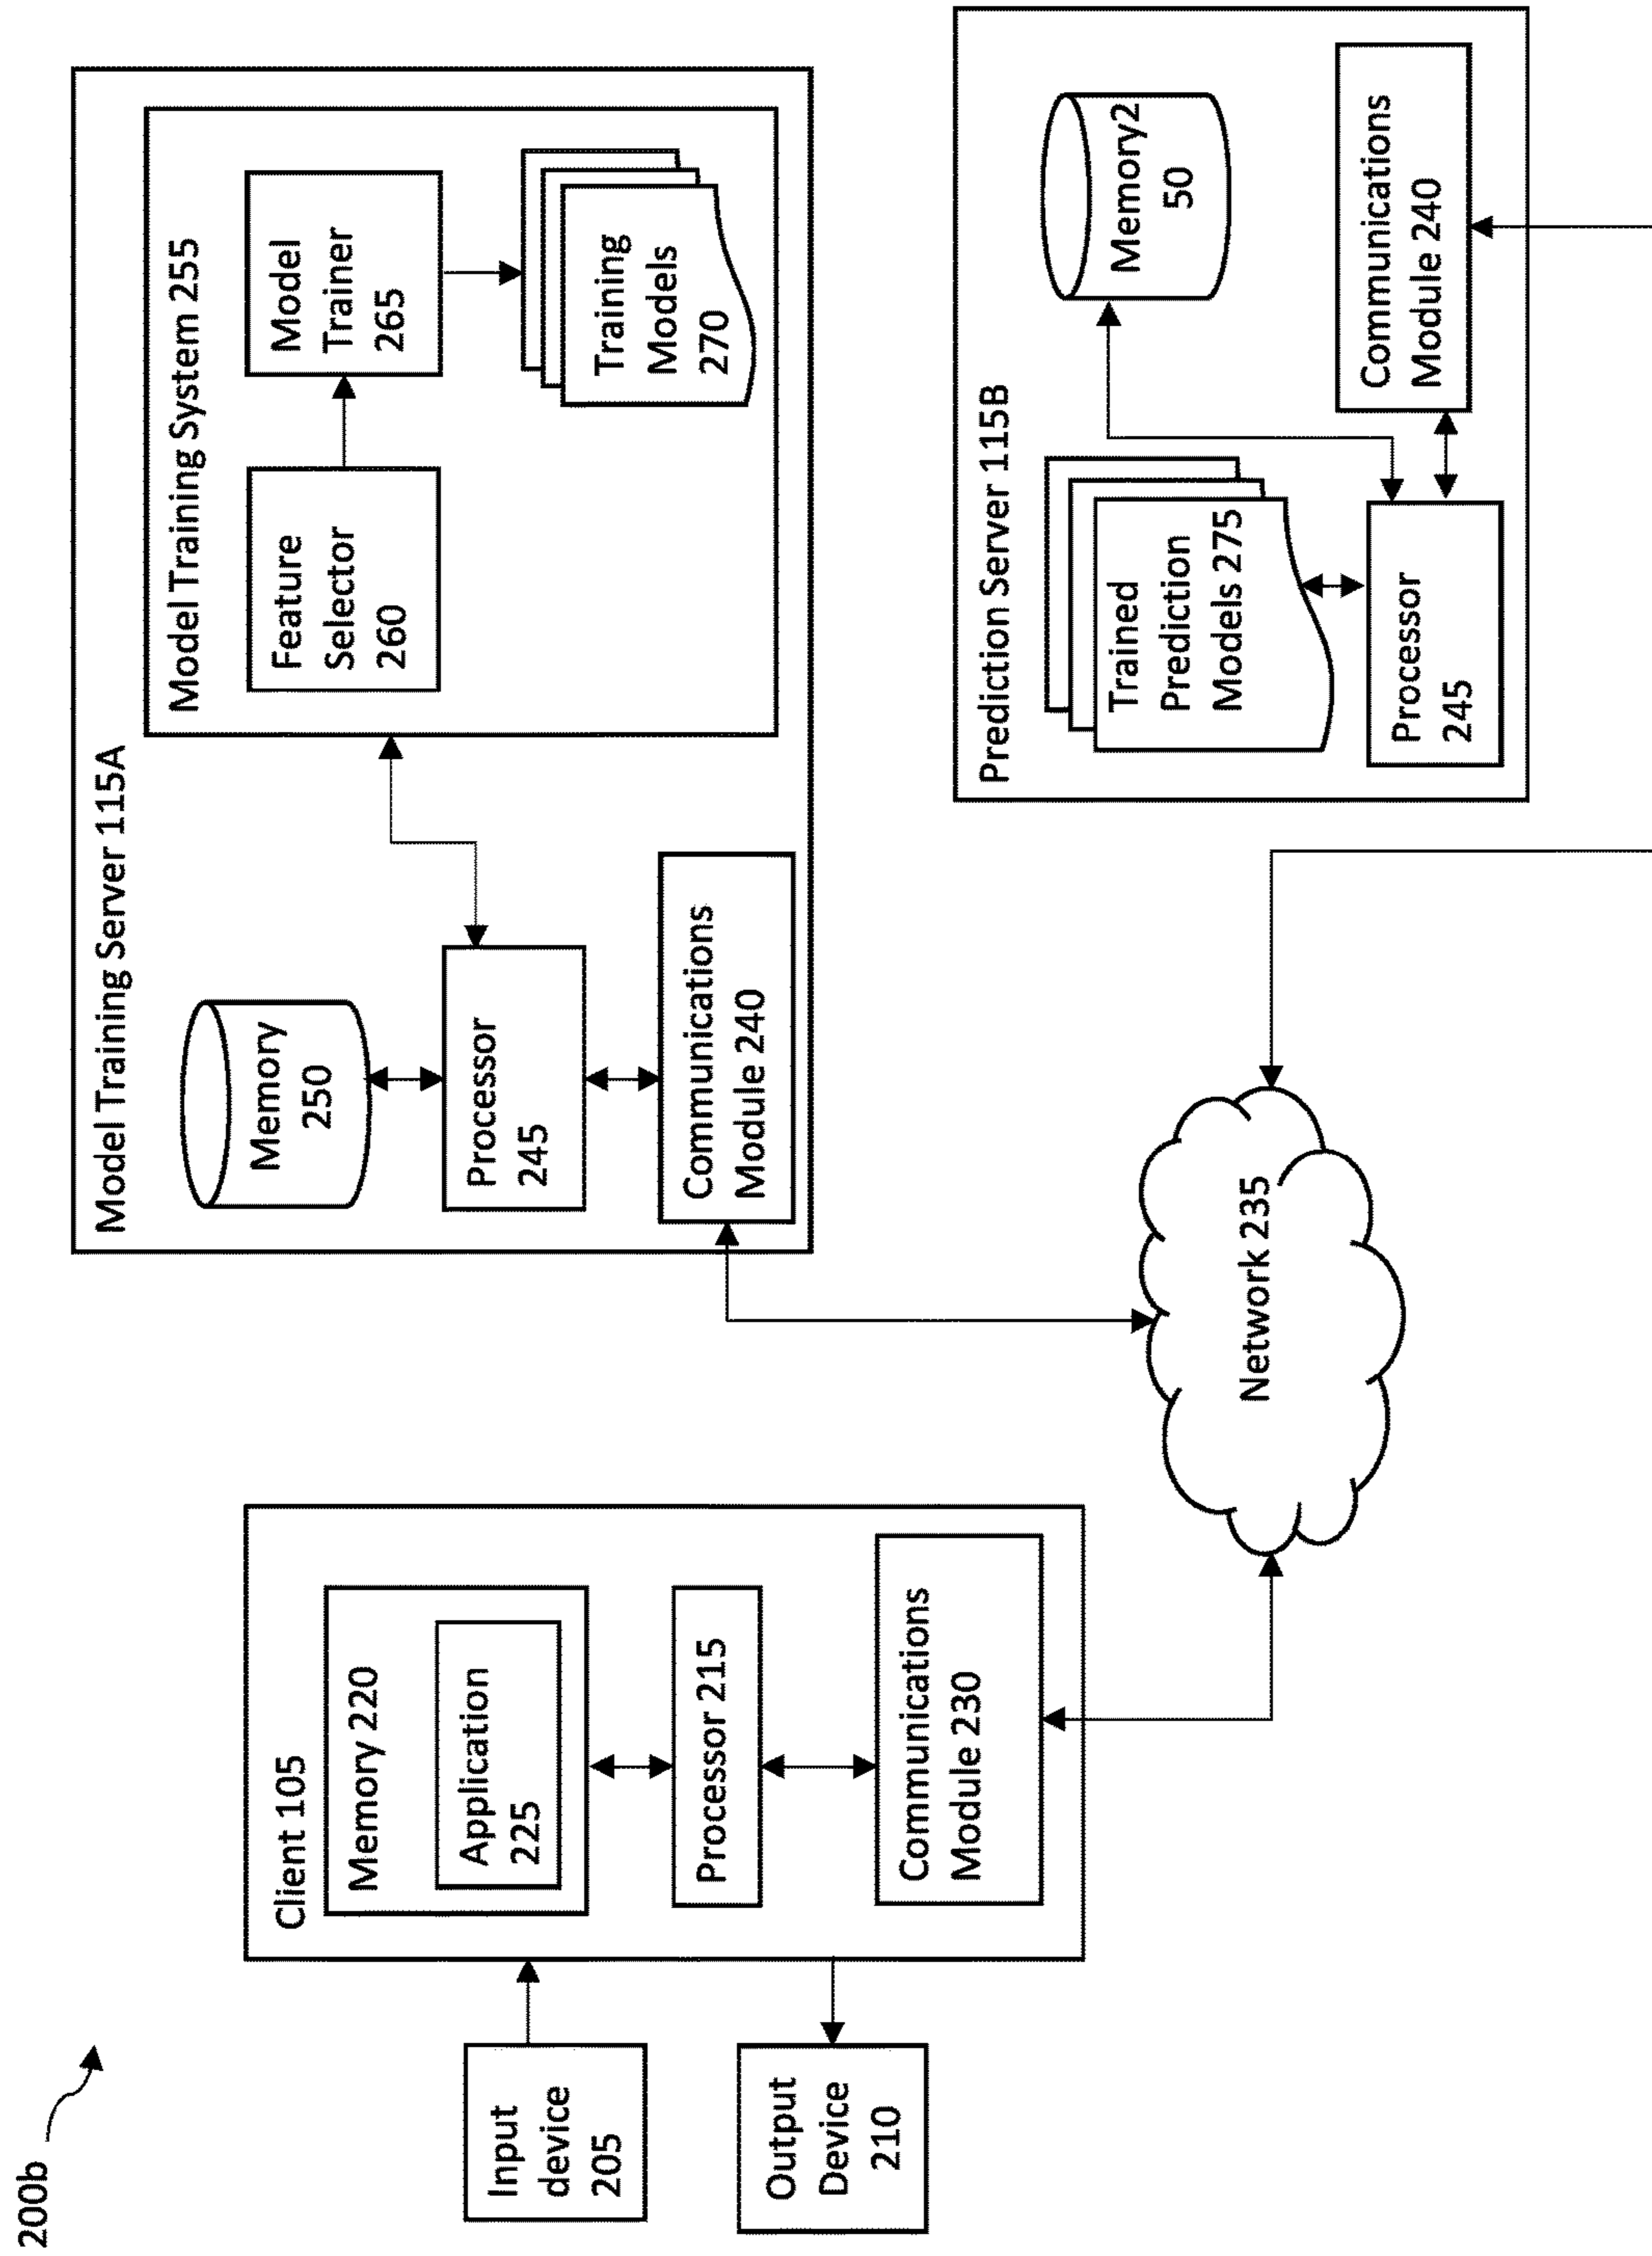 200b
Input
device
205
Output
Device
210
Client 105
Memory 220
Application
225
Processor 215
Communications
Module 230
Network 235
Model Training Server 115A
Memory
250
Processor
245
Communications
Module 240
Model Training System 255
Feature
Selector
260
Model
Trainer
265
Training
Models
270
Prediction Server 115B
Trained
Prediction
Models 275
Memory2
50
Processor
245
Communications
Module 240